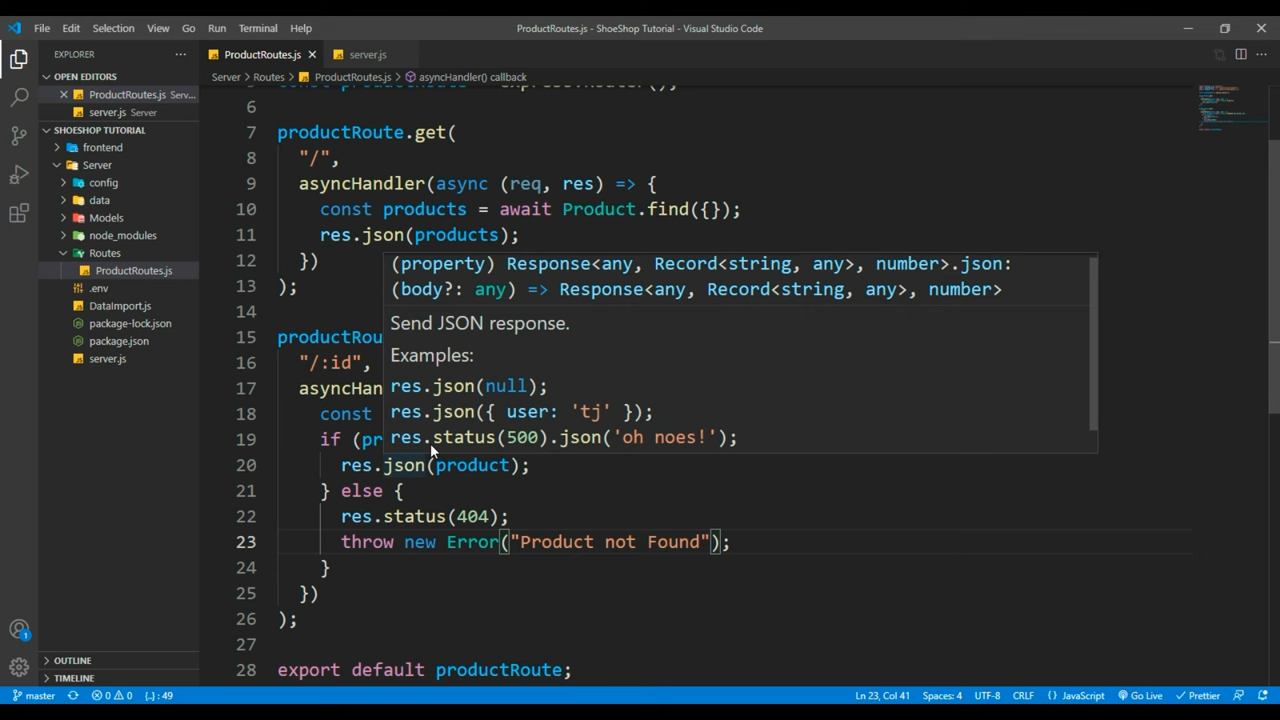 File Edit Selection View Go Run Terminal Help
ProductRoutes.js - ShoeShop Tutorial - Visual Studio Code
EXPLORER
OPEN EDITORS
ProductRoutes.js Serv...
server.js Server
SHOESHOP TUTORIAL
frontend
Server
config
data
Models
node_modules
Routes
ProductRoutes.js
.env
DataImport.js
package-lock.json
package.json
server.js
OUTLINE
TIMELINE
ProductRoutes.js server.js
Server > Routes > ProductRoutes.js > asyncHandler() callback
6
7 productRoute.get(
8 "/",
9 asyncHandler(async (req, res) => {
10 const products = await Product.find({});
11 res.json(products);
12 })
13 );
14
15 productRou
16 "/:id",
17 asyncHan
18 const
19 if (pr
20 res.json(product);
21 } else {
22 res.status(404);
23 throw new Error("Product not Found");
24 }
25 })
26 );
27
28 export default productRoute;
(property) Response<any, Record<string, any>, number>.json:
(body?: any) => Response<any, Record<string, any>, number>
Send JSON response.
Examples:
res.json(null);
res.json({ user: 'tj' });
res.status(500).json('oh noes!');
1
master 0 0 {..} : 49 Ln 23, Col 41 Spaces: 4 UTF-8 CRLF {} JavaScript Go Live Prettier